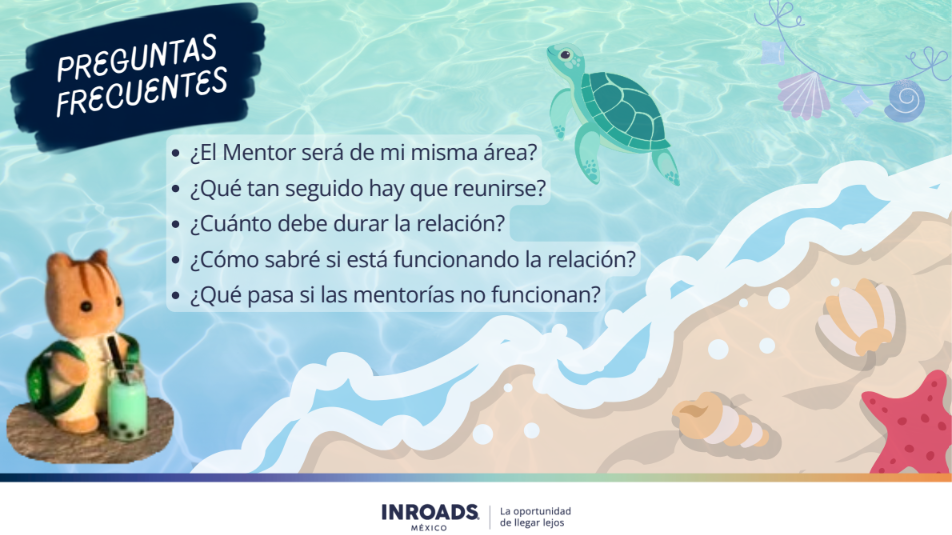 PREGUNTAS
FRECUENTES
• ¿El Mentor será de mi misma área?
• ¿Qué tan seguido hay que reunirse?
• ¿Cuánto debe durar la relación?
• ¿Cómo sabré si está funcionando la relación?
• ¿Qué pasa si las mentorías no funcionan?
INROADS
MÉXICO
La oportunidad
de llegar lejos